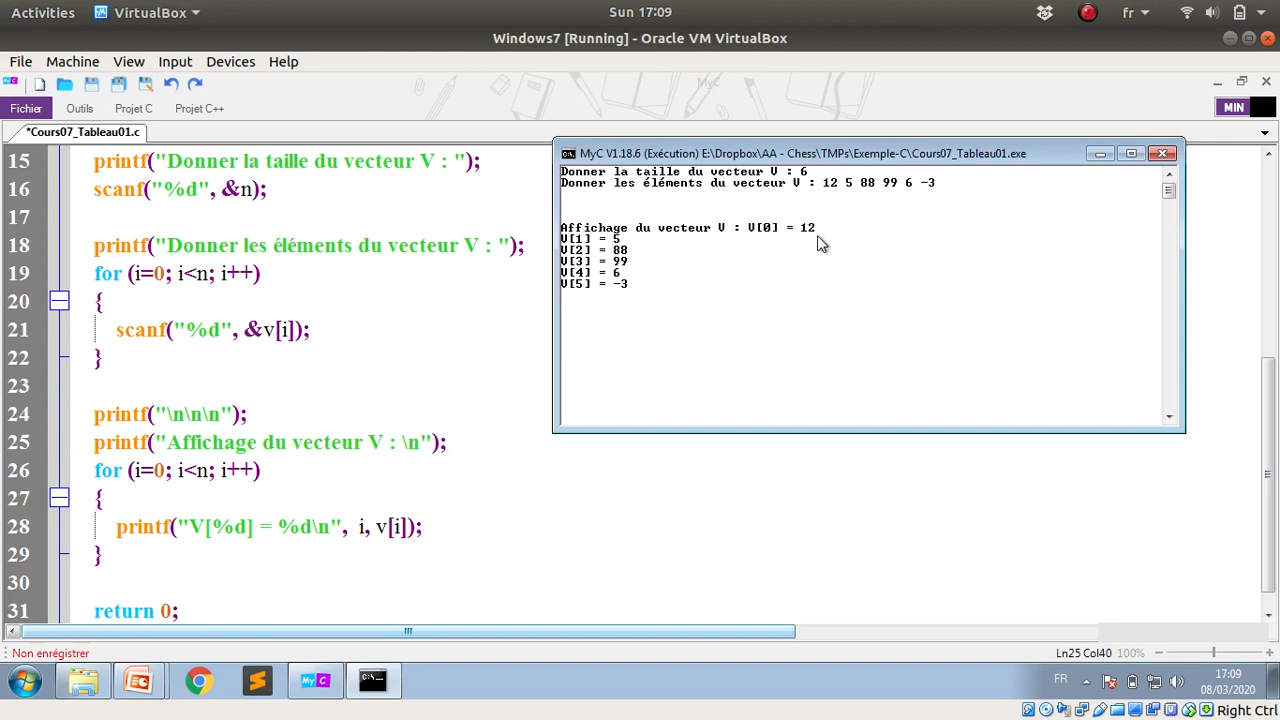 Activities VirtualBox Sun 17:09 fr
Windows7 [Running] - Oracle VM VirtualBox
File Machine View Input Devices Help
MyC
Fichier Outils Projet C Projet C++ MIN
*Cours07_Tableau01.c
15 printf("Donner la taille du vecteur V : ");
16 scanf("%d", &n);
17
18 printf("Donner les éléments du vecteur V : ");
19 for (i=0; i<n; i++)
20 {
21 scanf("%d", &v[i]);
22 }
23
24 printf("\n\n\n");
25 printf("Affichage du vecteur V : \n");
26 for (i=0; i<n; i++)
27 {
28 printf("V[%d] = %d\n", i, v[i]);
29 }
30
31 return 0;
MyC V1.18.6 (Exécution) E:\Dropbox\AA - Chess\TMPs\Exemple-C\Cours07_Tableau01.exe
Donner la taille du vecteur V : 6
Donner les éléments du vecteur V : 12 5 88 99 6 -3
Affichage du vecteur V : V[0] = 12
V[1] = 5
V[2] = 88
V[3] = 99
V[4] = 6
V[5] = -3
Non enrégistrer Ln25 Col40 100%
MyC FR 17:09
08/03/2020
Right Ctrl